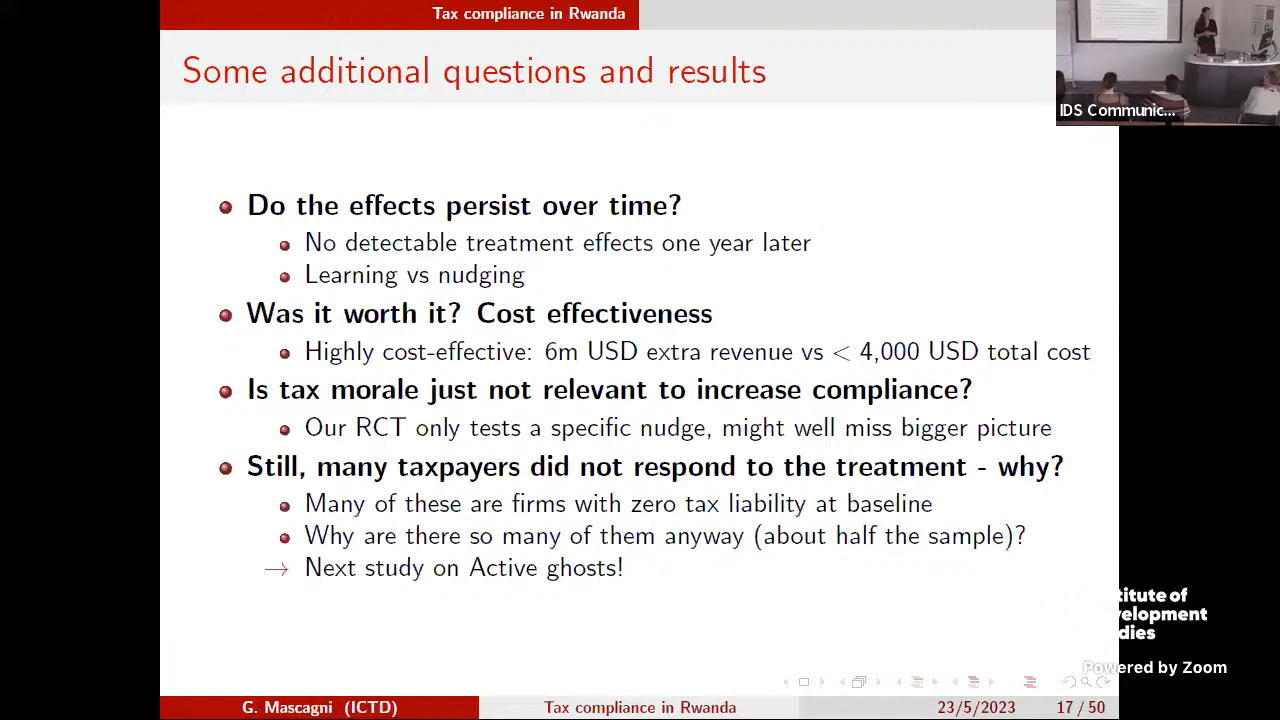 Tax compliance in Rwanda
Some additional questions and results
IDS Communic...
Do the effects persist over time?
No detectable treatment effects one year later
Learning vs nudging
Was it worth it? Cost effectiveness
Highly cost-effective: 6m USD extra revenue vs < 4,000 USD total cost
Is tax morale just not relevant to increase compliance?
Our RCT only tests a specific nudge, might well miss bigger picture
Still, many taxpayers did not respond to the treatment - why?
Many of these are firms with zero tax liability at baseline
Why are there so many of them anyway (about half the sample)?
→ Next study on Active ghosts!
titute of
velopment
dies
Powered by Zoom
G. Mascagni (ICTD)
Tax compliance in Rwanda
23/5/2023
17 / 50